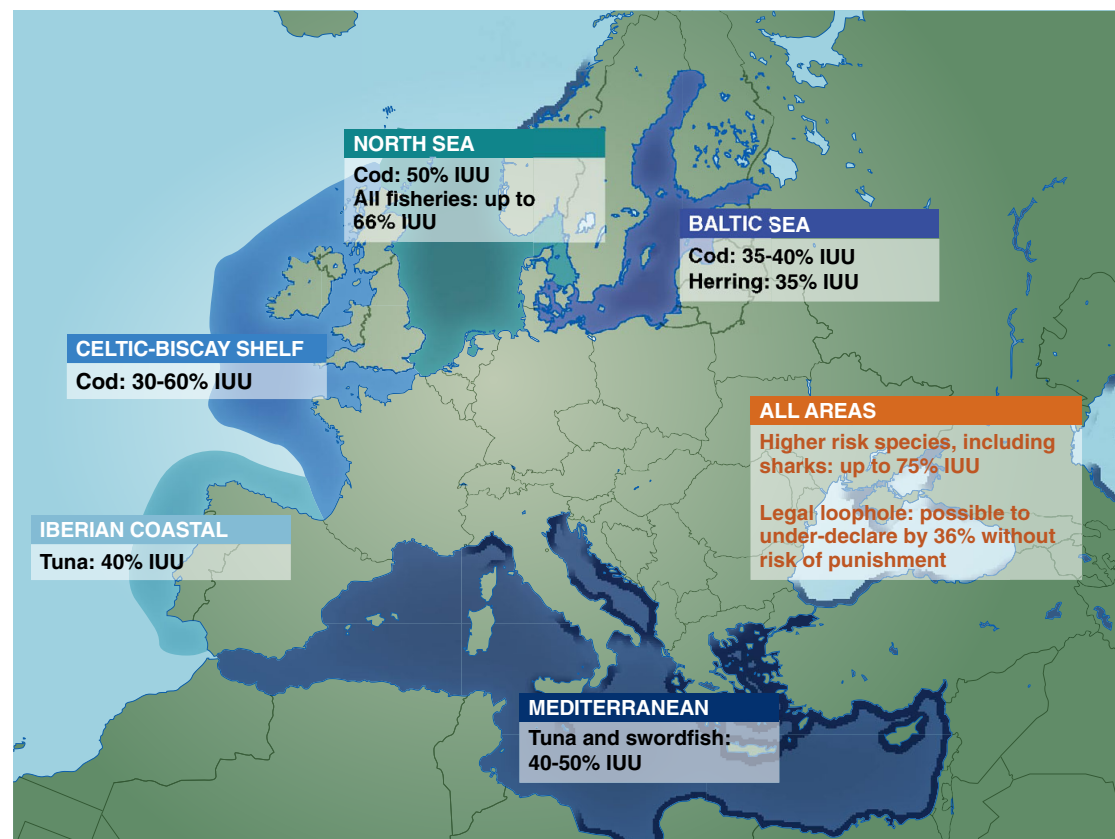 NORTH SEA
Cod: 50% IUU
All fisheries: up to
66% IUU
BALTIC SEA
Cod: 35-40% IUU
Herring: 35% IUU
CELTIC-BISCAY SHELF
Cod: 30-60% IUU
ALL AREAS
Higher risk species, including
sharks: up to 75% IUU
Legal loophole: possible to
under-declare by 36% without
risk of punishment
IBERIAN COASTAL
Tuna: 40% IUU
MEDITERRANEAN
Tuna and swordfish:
40-50% IUU